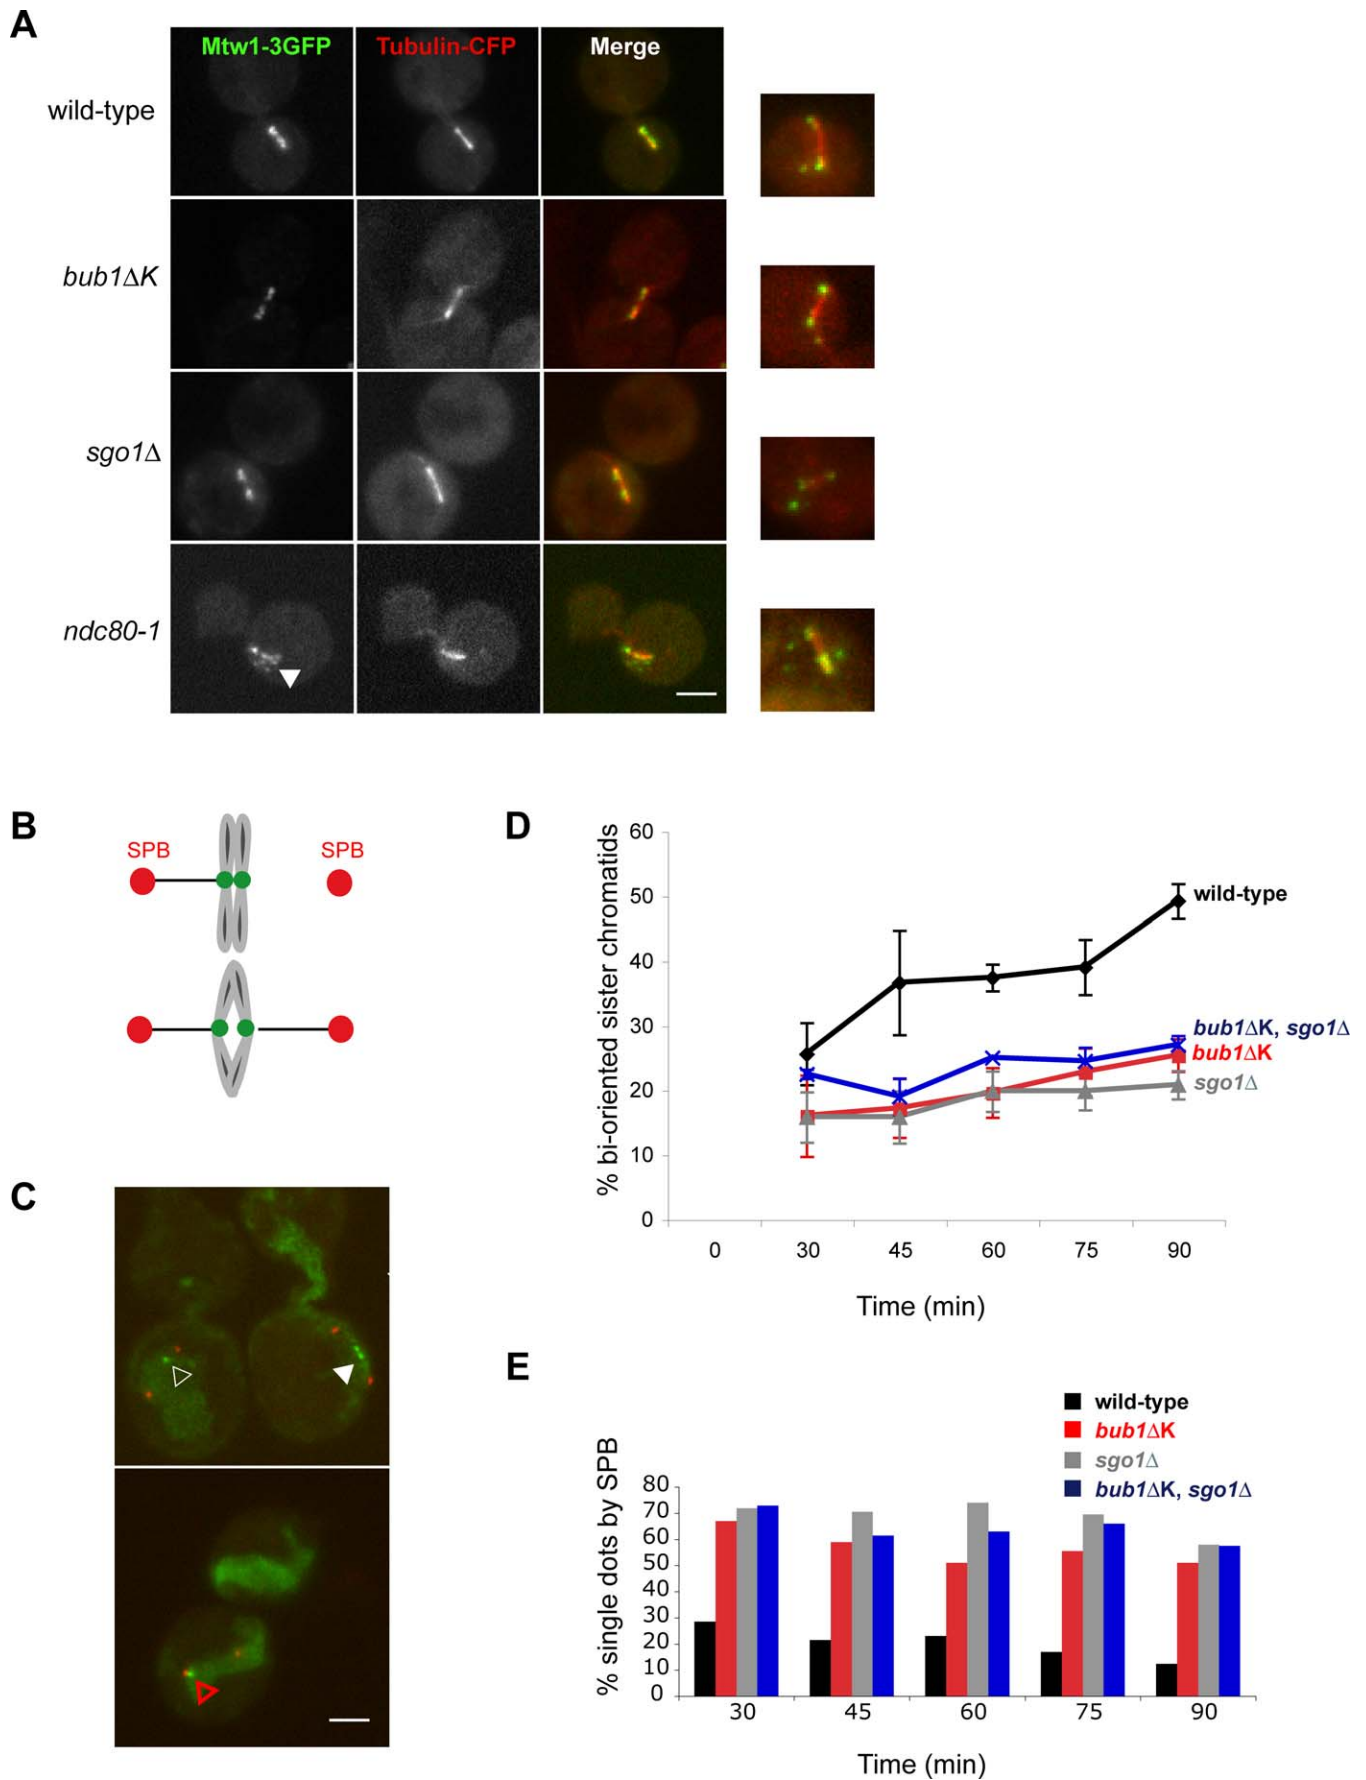 A
Mtw1-3GFP
Tubulin-CFP
Merge
wild-type
bub1ΔK
sgo1Δ
ndc80-1
B
SPB
SPB
C
D
% bi-oriented sister chromatids
60
50
40
30
20
10
0
wild-type
bub1ΔK, sgo1Δ
bub1ΔK
sgo1Δ
0 30 45 60 75 90
Time (min)
E
wild-type
bub1ΔK
sgo1Δ
bub1ΔK, sgo1Δ
% single dots by SPB
80
70
60
50
40
30
20
10
0
30 45 60 75 90
Time (min)